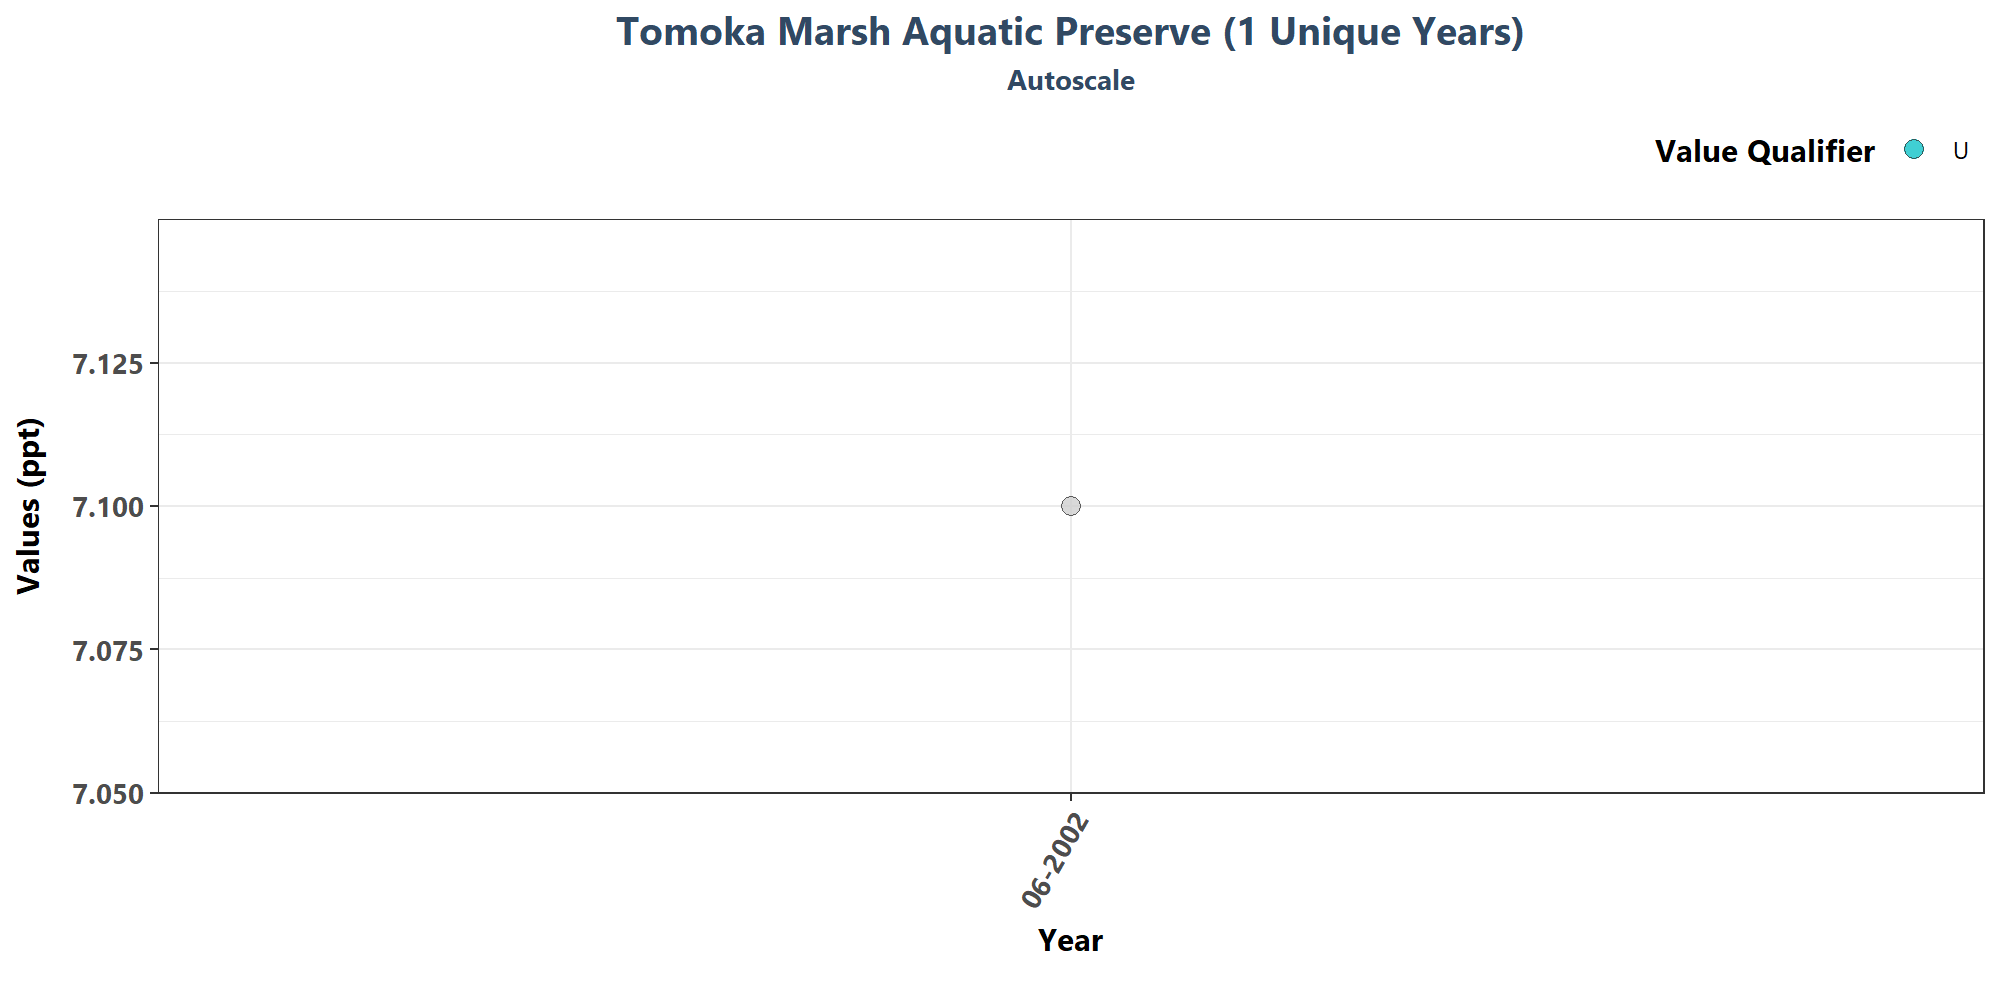 Tomoka Marsh Aquatic Preserve (1 Unique Years)
Autoscale
Value Qualifier U
7.125
7.100
7.075
7.050
Values (ppt)
06-2002
Year